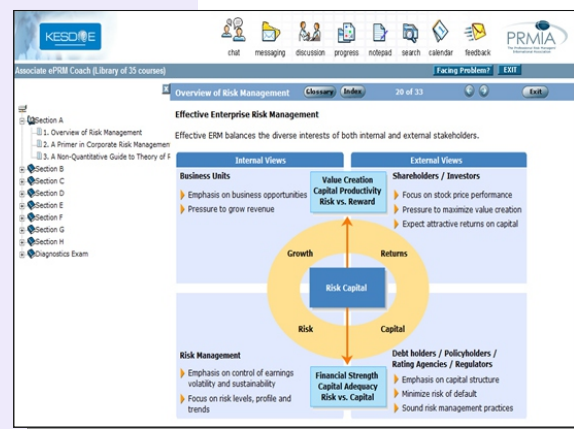 KESDEE
chat
messaging
discussion
progress
notepad
search
calendar
feedback
PRMIA
The Professional Risk Managers'
International Association
Associate ePRM Coach (Library of 35 courses)
Facing Problem?
EXIT
X
Overview of Risk Management
Glossary
Index
20 of 33
Exit
Section A
1. Overview of Risk Management
2. A Primer in Corporate Risk Managemen
3. A Non-Quantitative Guide to Theory of F
Section B
Section C
Section D
Section E
Section F
Section G
Section H
Diagnostics Exam
Effective Enterprise Risk Management
Effective ERM balances the diverse interests of both internal and external stakeholders.
Internal Views
External Views
Business Units
Emphasis on business opportunities
Pressure to grow revenue
Value Creation
Capital Productivity
Risk vs. Reward
Shareholders / Investors
Focus on stock price performance
Pressure to maximize value creation
Expect attractive returns on capital
Growth
Returns
Risk Capital
Risk
Capital
Risk Management
Emphasis on control of earnings
volatility and sustainability
Focus on risk levels, profile and
trends
Financial Strength
Capital Adequacy
Risk vs. Capital
Debt holders / Policyholders /
Rating Agencies / Regulators
Emphasis on capital structure
Minimize risk of default
Sound risk management practices